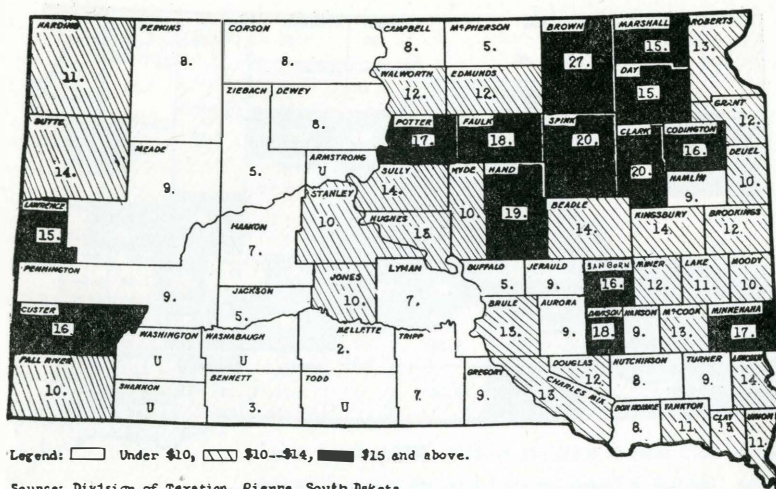 HARDING
PERKINS
CORSON
CAMPBELL
McPHERSON
BROWN
MARSHALL
ROBERTS
11.
8.
8.
8.
5.
27.
15.
13.
WALWORTH
EDMUNDS
DAY
12.
12.
15.
ZIEBACH
DEWEY
GRANT
8.
12.
BUTTE
POTTER
FAULK
SPINK
CLARK
CODINGTON
14.
17.
18.
20.
20.
16.
MEADE
DEUEL
9.
5.
10.
ARMSTRONG
U
SULLY
HYDE
HAND
HAMLIN
14.
10.
19.
9.
LAWRENCE
STANLEY
BEADLE
KINGSBURY
BROOKINGS
15.
10.
HUGHES
14.
14.
12.
HAAKON
7.
PENNINGTON
JONES
LYMAN
BUFFALO
JERAULD
SANBORN
MINER
LAKE
MOODY
9.
10.
7.
5.
9.
16.
12.
11.
10.
JACKSON
5.
CUSTER
BRULE
AURORA
HANSON
McCOOK
MINNEHAHA
16.
9.
18.
9.
13.
17.
WASHINGTON
WASHABAUGH
MELLETTE
TRIPP
U
U
2.
7.
FALL RIVER
DOUGLAS
HUTCHINSON
TURNER
LINCOLN
10.
12.
8.
9.
14.
SHANNON
BENNETT
TODD
GREGORY
CHARLES MIX
U
3.
U
9.
13.
BON HOMME
YANKTON
CLAY
UNION
8.
11.
11.
Legend: Under $10, $10--$14, $15 and above.
Source: Division of Taxation, Pierre, South Dakota